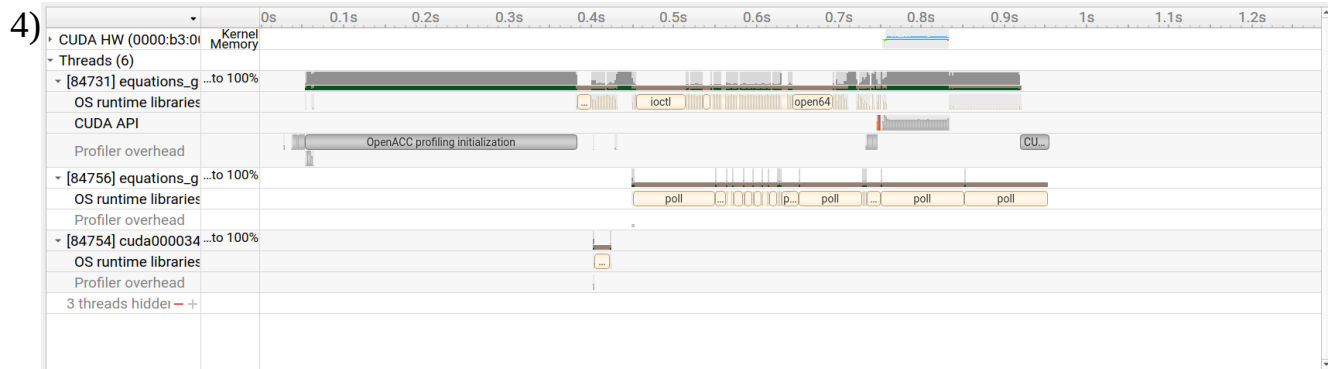 4)
0s 0.1s 0.2s 0.3s 0.4s 0.5s 0.6s 0.7s 0.8s 0.9s 1s 1.1s 1.2s
CUDA HW (0000:b3:0( Kernel
Memory
Threads (6)
[84731] equations_g ...to 100%
OS runtime libraries ... ioctl open64
CUDA API
Profiler overhead OpenACC profiling initialization CU...
[84756] equations_g ...to 100%
OS runtime libraries poll ... p... poll ... poll poll
Profiler overhead
[84754] cuda000034 ...to 100%
OS runtime libraries ...
Profiler overhead
3 threads hidder − +